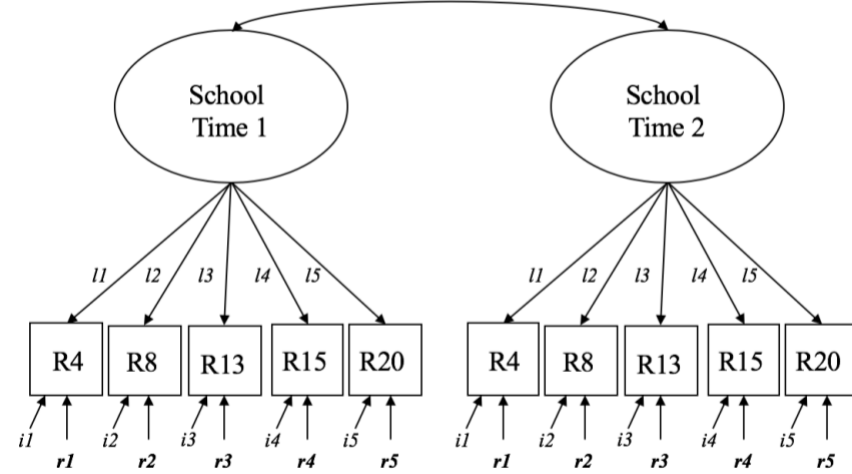 School School
Time 1 Time 2
l1 l2 l3 l4 l5 l1 l2 l3 l4 l5
R4 R8 R13 R15 R20 R4 R8 R13 R15 R20
i1 i2 i3 i4 i5 i1 i2 i3 i4 i5
r1 r2 r3 r4 r5 r1 r2 r3 r4 r5